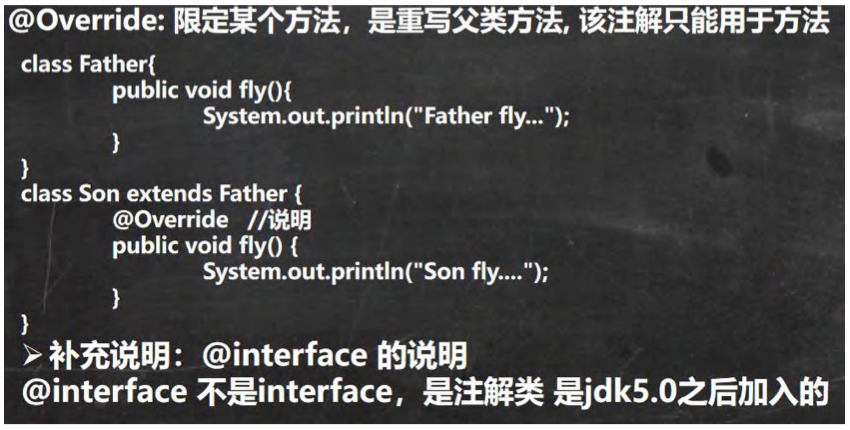 @Override: 限定某个方法，是重写父类方法, 该注解只能用于方法
class Father{
public void fly(){
System.out.println("Father fly...");
}
}
class Son extends Father {
@Override //说明
public void fly() {
System.out.println("Son fly....");
}
}
➢ 补充说明：@interface 的说明
@interface 不是interface，是注解类 是jdk5.0之后加入的